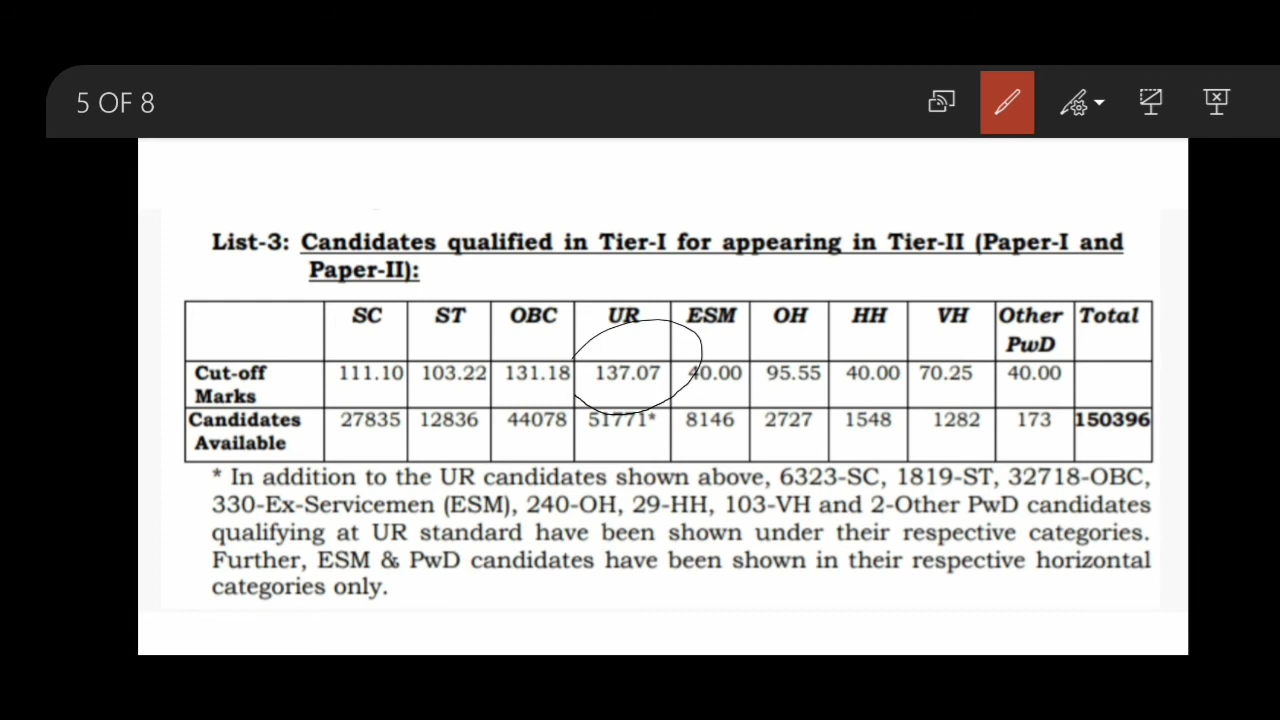 5 OF 8
List-3: Candidates qualified in Tier-I for appearing in Tier-II (Paper-I and
Paper-II):
SC ST OBC UR ESM OH HH VH Other PwD Total
Cut-off Marks 111.10 103.22 131.18 137.07 40.00 95.55 40.00 70.25 40.00
Candidates Available 27835 12836 44078 51771* 8146 2727 1548 1282 173 150396
* In addition to the UR candidates shown above, 6323-SC, 1819-ST, 32718-OBC,
330-Ex-Servicemen (ESM), 240-OH, 29-HH, 103-VH and 2-Other PwD candidates
qualifying at UR standard have been shown under their respective categories.
Further, ESM & PwD candidates have been shown in their respective horizontal
categories only.